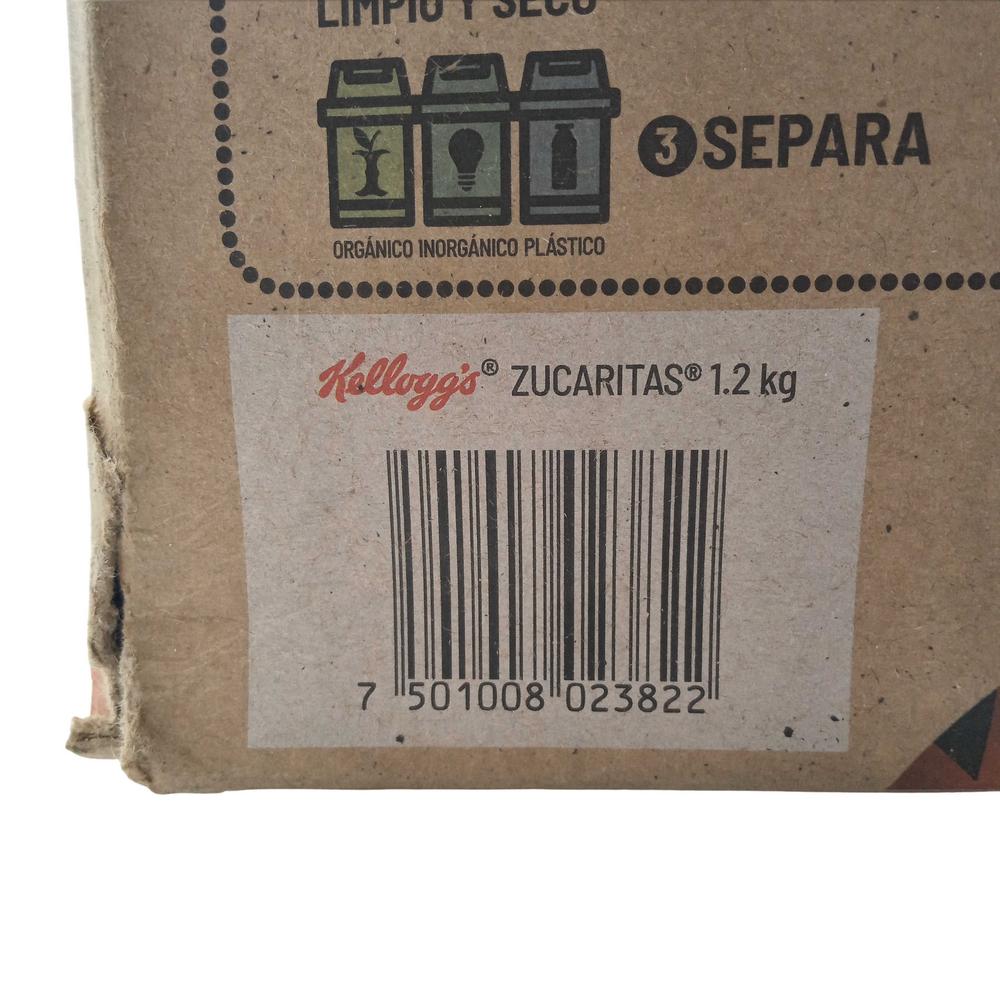 LIMPIO Y SECO
3 SEPARA
ORGÁNICO INORGÁNICO PLÁSTICO
Kellogg's® ZUCARITAS® 1.2 kg
7 501008 023822